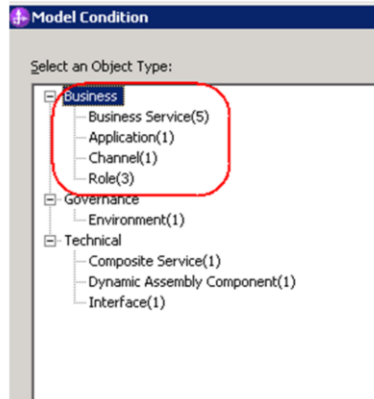 Model Condition
Select an Object Type:
Business
Business Service(5)
Application(1)
Channel(1)
Role(3)
Governance
Environment(1)
Technical
Composite Service(1)
Dynamic Assembly Component(1)
Interface(1)